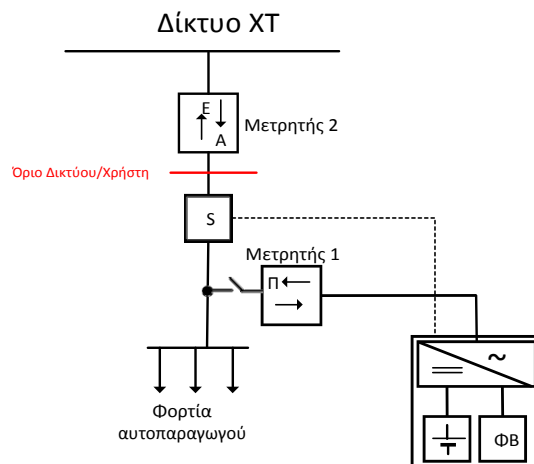 Δίκτυο ΧΤ
Ε
Α
Μετρητής 2
Όριο Δικτύου/Χρήστη
S
Μετρητής 1
Π
~
Φορτία
αυτοπαραγωγού
ΦΒ